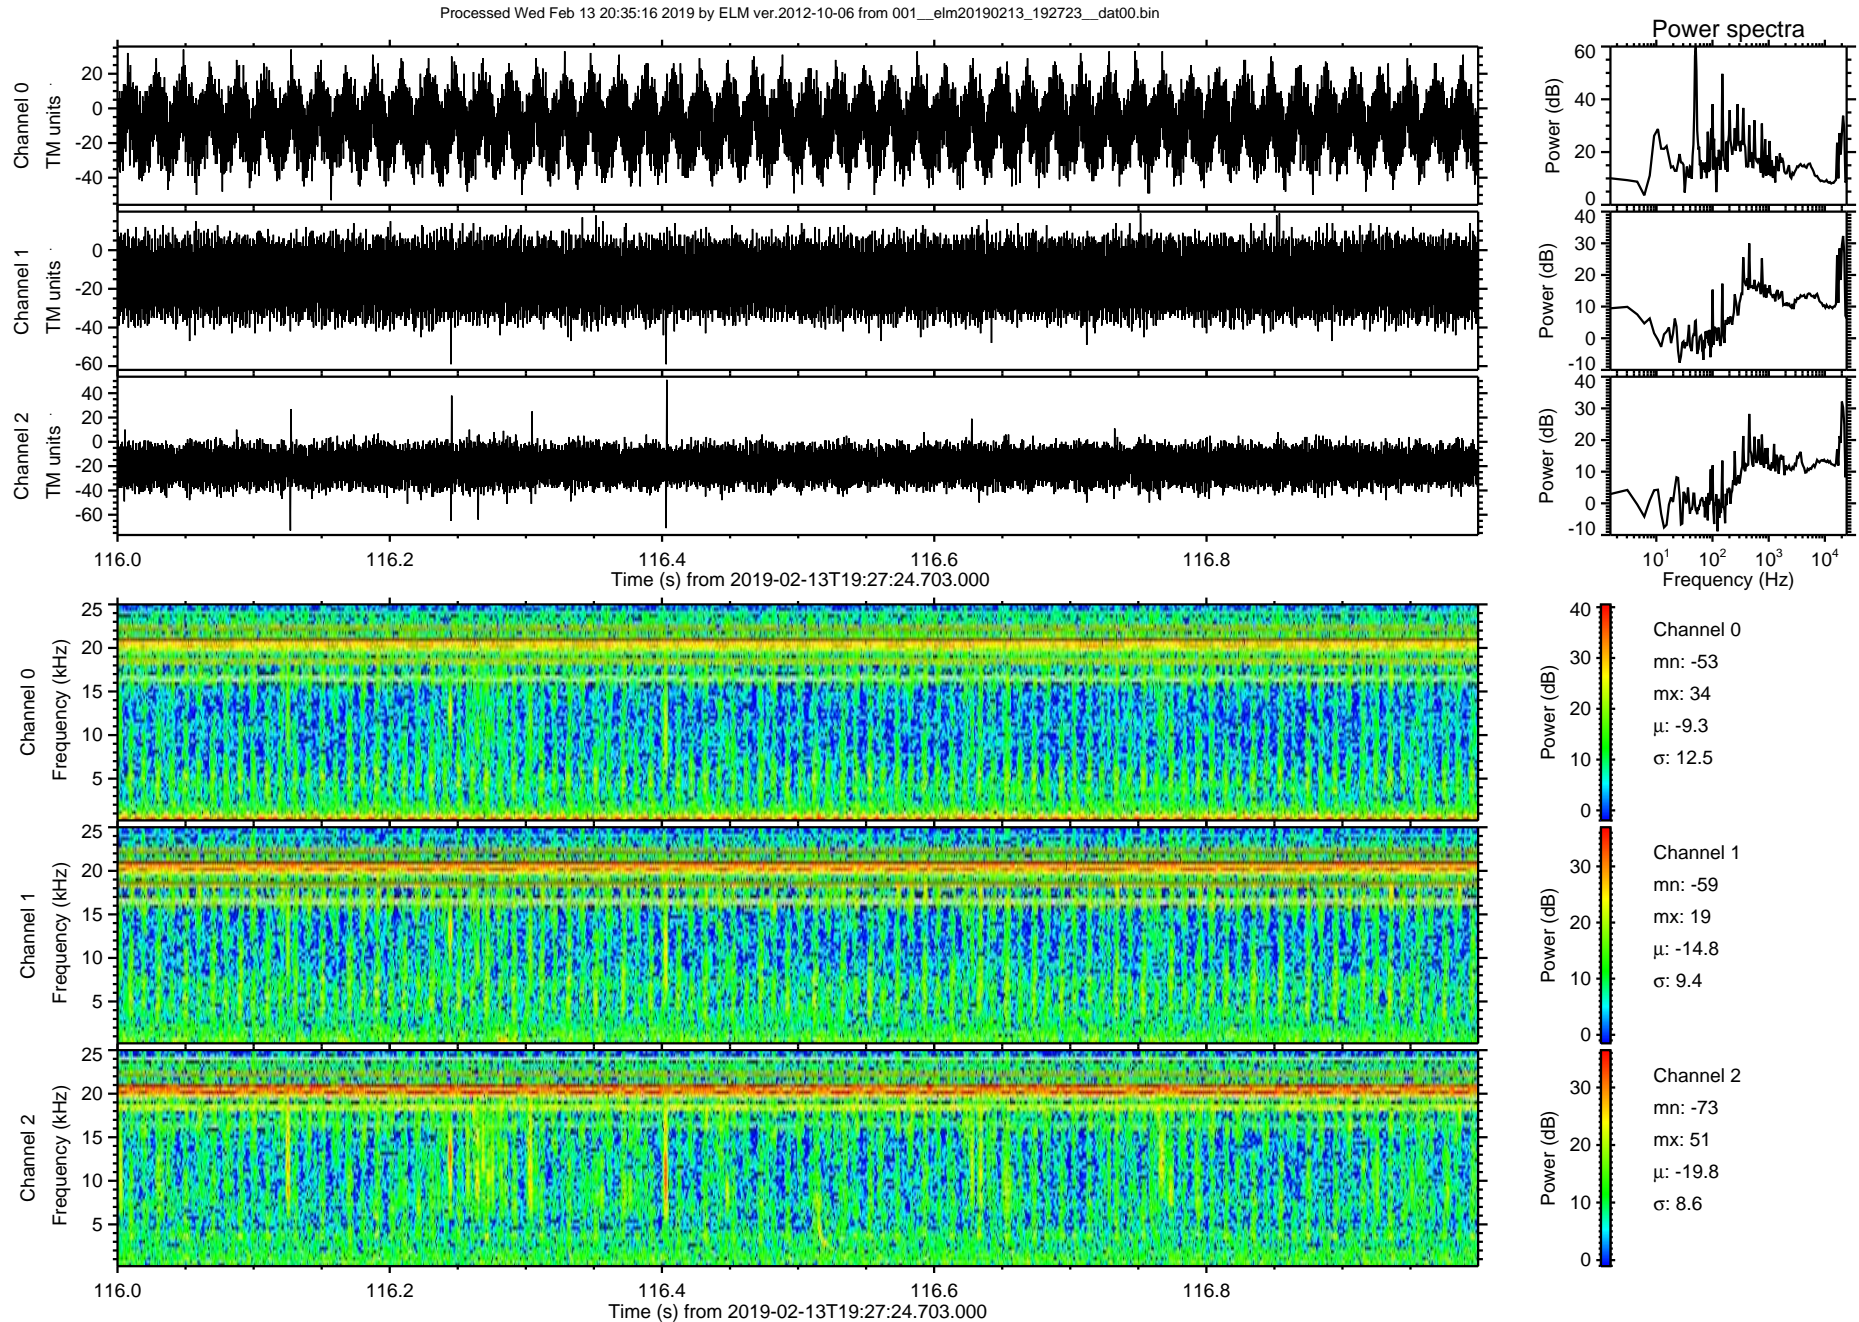 Processed Wed Feb 13 20:35:16 2019 by ELM ver.2012-10-06 from 001__elm20190213_192723__dat00.bin
Power spectra
Channel 0
TM units
20
0
-20
-40
Power (dB)
60
40
20
0
Channel 1
TM units
0
-20
-40
-60
Power (dB)
40
30
20
10
0
-10
Channel 2
TM units
40
20
0
-20
-40
-60
Power (dB)
40
30
20
10
0
-10
116.0 116.2 116.4 116.6 116.8
Time (s) from 2019-02-13T19:27:24.703.000
10^1 10^2 10^3 10^4
Frequency (Hz)
Channel 0
Frequency (kHz)
25
20
15
10
5
Power (dB)
40
30
20
10
0
Channel 0
mn: -53
mx: 34
μ: -9.3
σ: 12.5
Channel 1
Frequency (kHz)
25
20
15
10
5
Power (dB)
30
20
10
0
Channel 1
mn: -59
mx: 19
μ: -14.8
σ: 9.4
Channel 2
Frequency (kHz)
25
20
15
10
5
Power (dB)
30
20
10
0
Channel 2
mn: -73
mx: 51
μ: -19.8
σ: 8.6
116.0 116.2 116.4 116.6 116.8
Time (s) from 2019-02-13T19:27:24.703.000